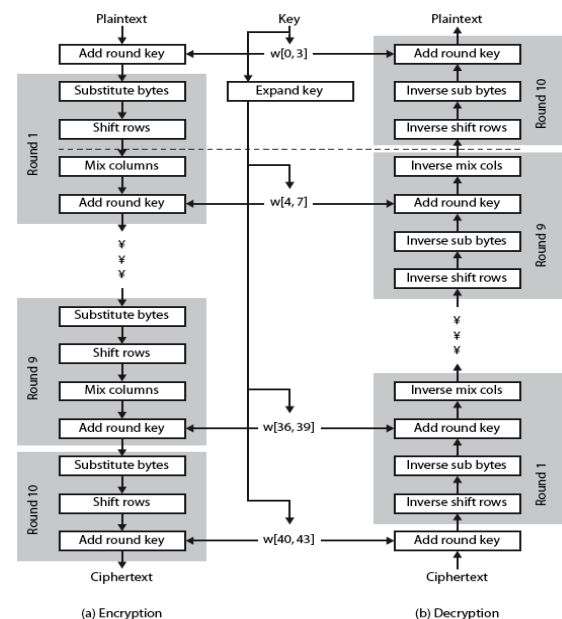 Plaintext
Add round key
Substitute bytes
Shift rows
Mix columns
Add round key
Round 1
¥
¥
¥
Substitute bytes
Shift rows
Mix columns
Add round key
Round 9
Substitute bytes
Shift rows
Add round key
Round 10
Ciphertext
(a) Encryption
Key
w[0, 3]
Expand key
w[4, 7]
w[36, 39]
w[40, 43]
Plaintext
Add round key
Inverse sub bytes
Inverse shift rows
Round 10
Inverse mix cols
Add round key
Inverse sub bytes
Inverse shift rows
Round 9
¥
¥
¥
Inverse mix cols
Add round key
Inverse sub bytes
Inverse shift rows
Round 1
Add round key
Ciphertext
(b) Decryption